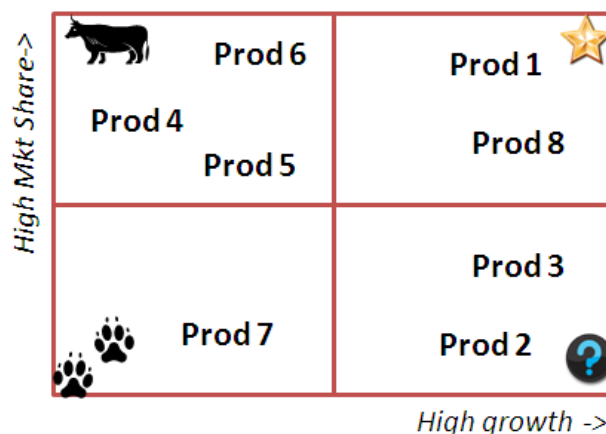 High Mkt Share->
Prod 6
Prod 1
Prod 4
Prod 8
Prod 5
Prod 3
Prod 7
Prod 2
?
High growth ->